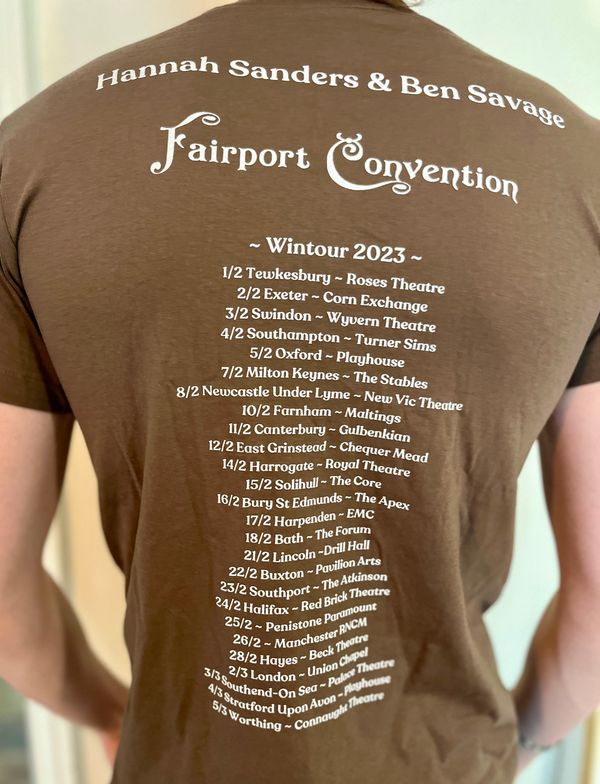 Hannah Sanders & Ben Savage
Fairport Convention
~ Wintour 2023 ~
1/2 Tewkesbury ~ Roses Theatre
2/2 Exeter ~ Corn Exchange
3/2 Swindon ~ Wyvern Theatre
4/2 Southampton ~ Turner Sims
5/2 Oxford ~ Playhouse
7/2 Milton Keynes ~ The Stables
8/2 Newcastle Under Lyme ~ New Vic Theatre
10/2 Farnham ~ Maltings
11/2 Canterbury ~ Gulbenkian
12/2 East Grinstead ~ Chequer Mead
14/2 Harrogate ~ Royal Theatre
15/2 Solihull ~ The Core
16/2 Bury St Edmunds ~ The Apex
17/2 Harpenden ~ EMC
18/2 Bath ~ The Forum
21/2 Lincoln ~Drill Hall
22/2 Buxton ~ Pavilion Arts
23/2 Southport ~ The Atkinson
24/2 Halifax ~ Red Brick Theatre
25/2 ~ Penistone Paramount
26/2 ~ Manchester RNCM
28/2 Hayes ~ Beck Theatre
2/3 London ~ Union Chapel
3/3 Southend-On Sea ~ Palace Theatre
4/3 Stratford Upon Avon ~ Playhouse
5/3 Worthing ~ Connaught Theatre